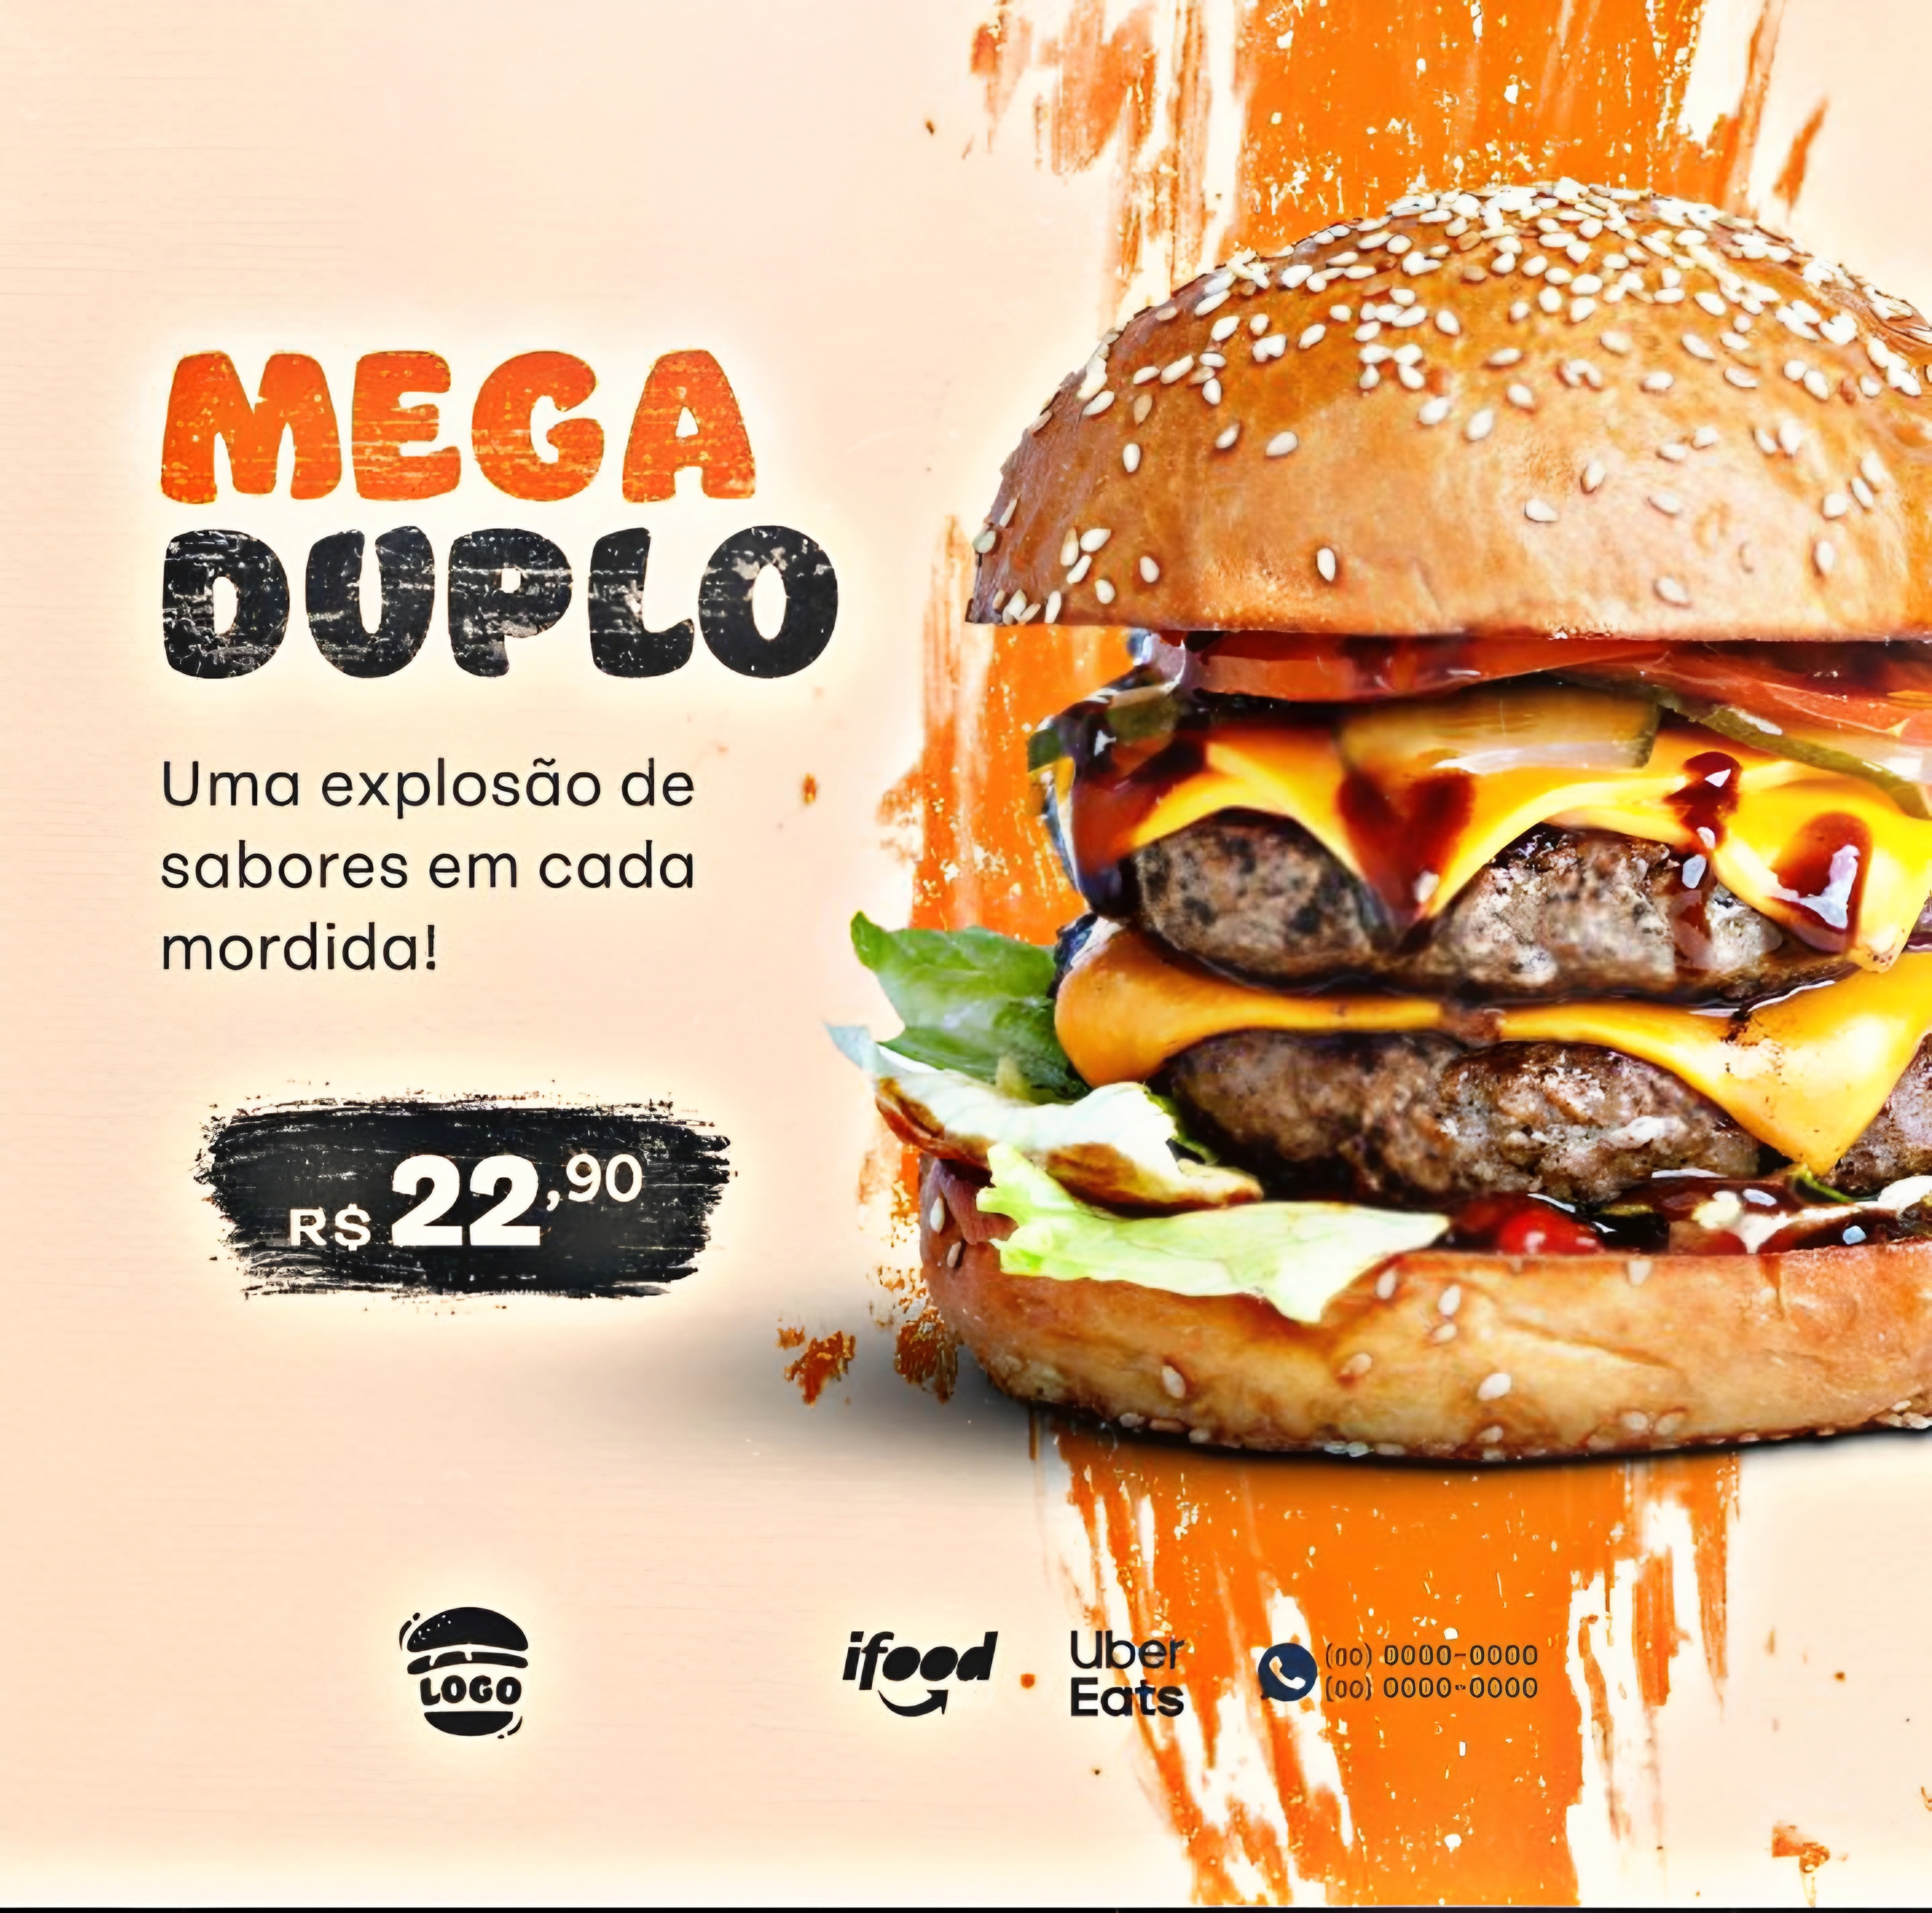 MEGA
DUPLO
Uma explosão de
sabores em cada
mordida!
R$ 22,90
LOGO
ifood
Uber
Eats
(00) 0000-0000
(00) 0000-0000